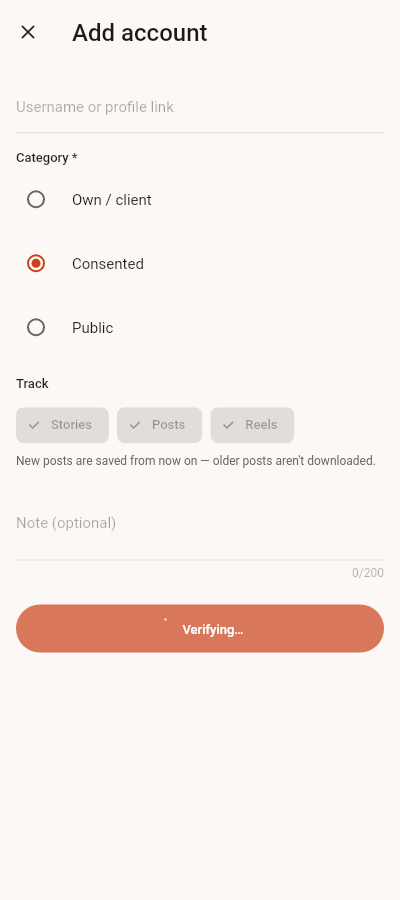 Add account
Username or profile link
Category *
Own / client
Consented
Public
Track
Stories
Posts
Reels
New posts are saved from now on — older posts aren't downloaded.
Note (optional)
0/200
Verifying…